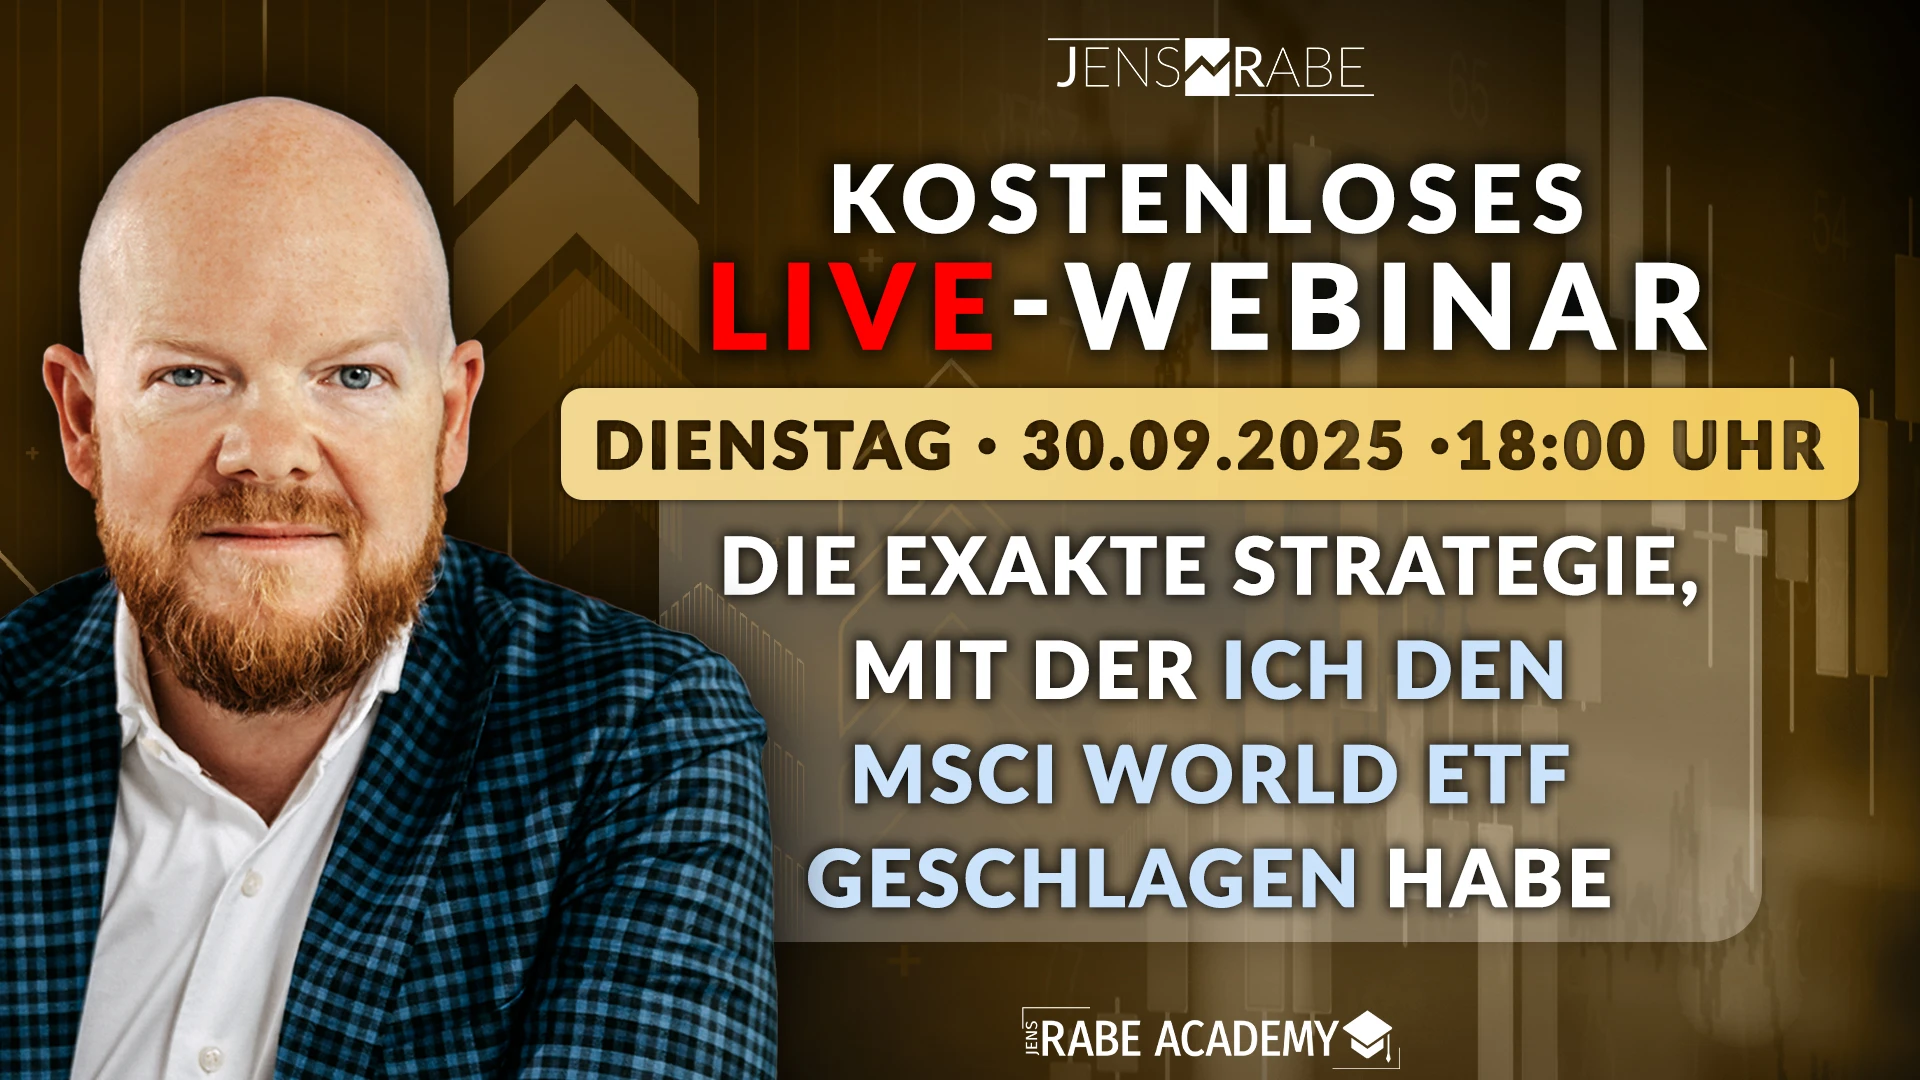 JENS RABE
KOSTENLOSES
LIVE-WEBINAR
DIENSTAG • 30.09.2025 •18:00 UHR
DIE EXAKTE STRATEGIE,
MIT DER ICH DEN
MSCI WORLD ETF
GESCHLAGEN HABE
JENS RABE ACADEMY